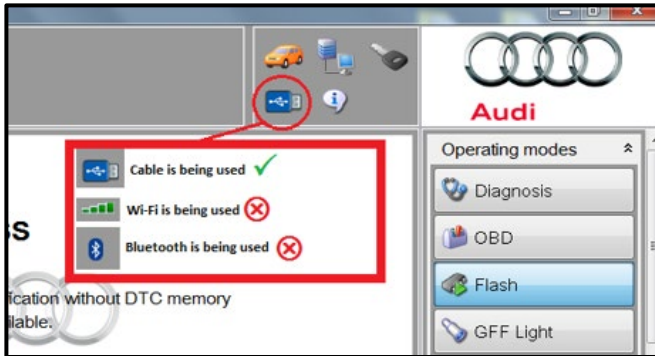 Audi
Cable is being used
Wi-Fi is being used
Bluetooth is being used
ss
fication without DTC memory
ilable.
Operating modes
Diagnosis
OBD
Flash
GFF Light